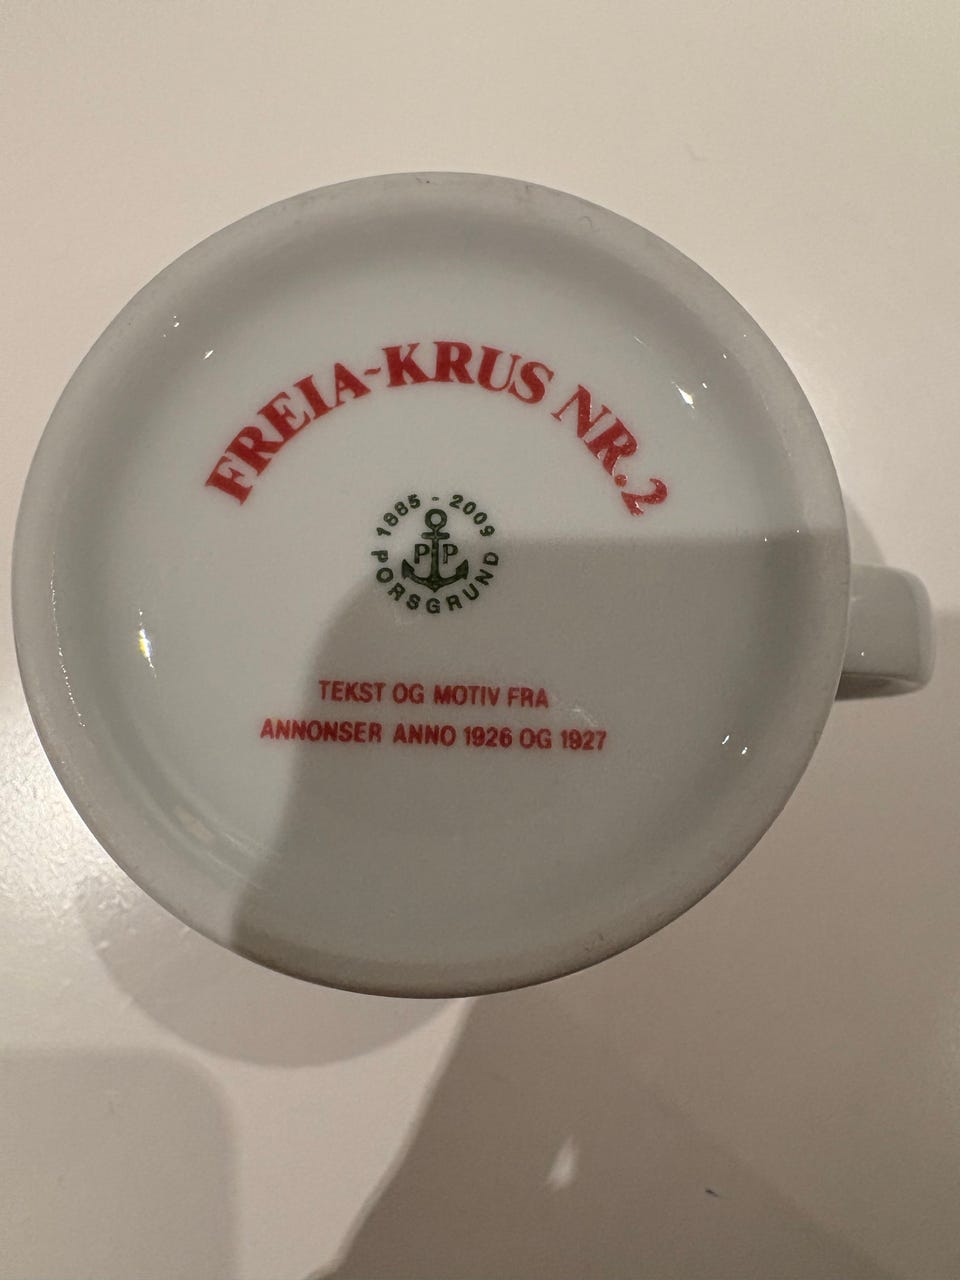 FREIA-KRUS NR.2
1885 - 2009
PP
PORSGRUND
TEKST OG MOTIV FRA
ANNONSER ANNO 1926 OG 1927